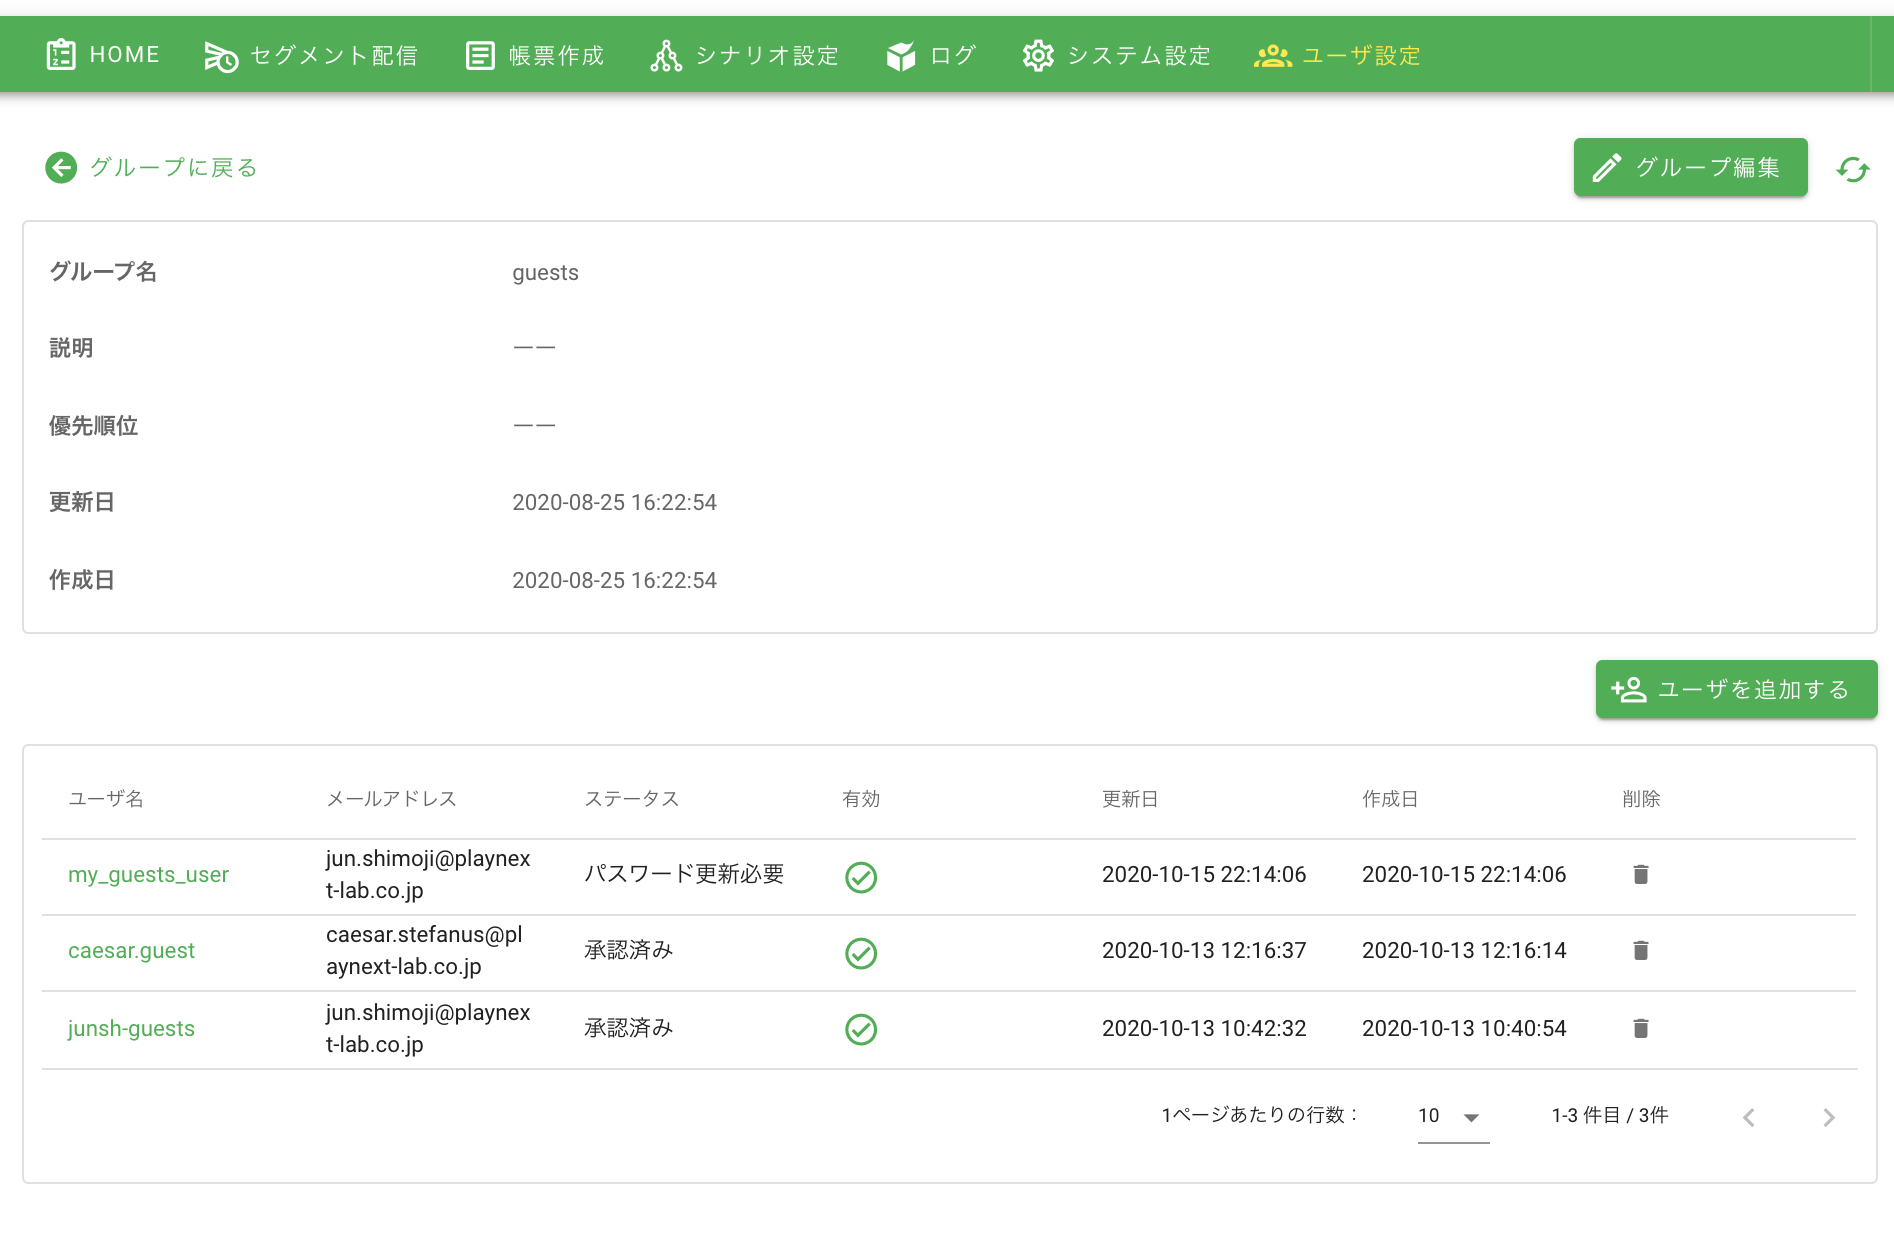 HOME セグメント配信 帳票作成 シナリオ設定 ログ システム設定 ユーザ設定
グループに戻る グループ編集
グループ名 guests
説明 ーー
優先順位 ーー
更新日 2020-08-25 16:22:54
作成日 2020-08-25 16:22:54
ユーザを追加する
ユーザ名 メールアドレス ステータス 有効 更新日 作成日 削除
my_guests_user jun.shimoji@playnex パスワード更新必要 2020-10-15 22:14:06 2020-10-15 22:14:06
t-lab.co.jp
caesar.guest caesar.stefanus@pl 承認済み 2020-10-13 12:16:37 2020-10-13 12:16:14
aynext-lab.co.jp
junsh-guests jun.shimoji@playnex 承認済み 2020-10-13 10:42:32 2020-10-13 10:40:54
t-lab.co.jp
1ページあたりの行数： 10 1-3 件目 / 3件